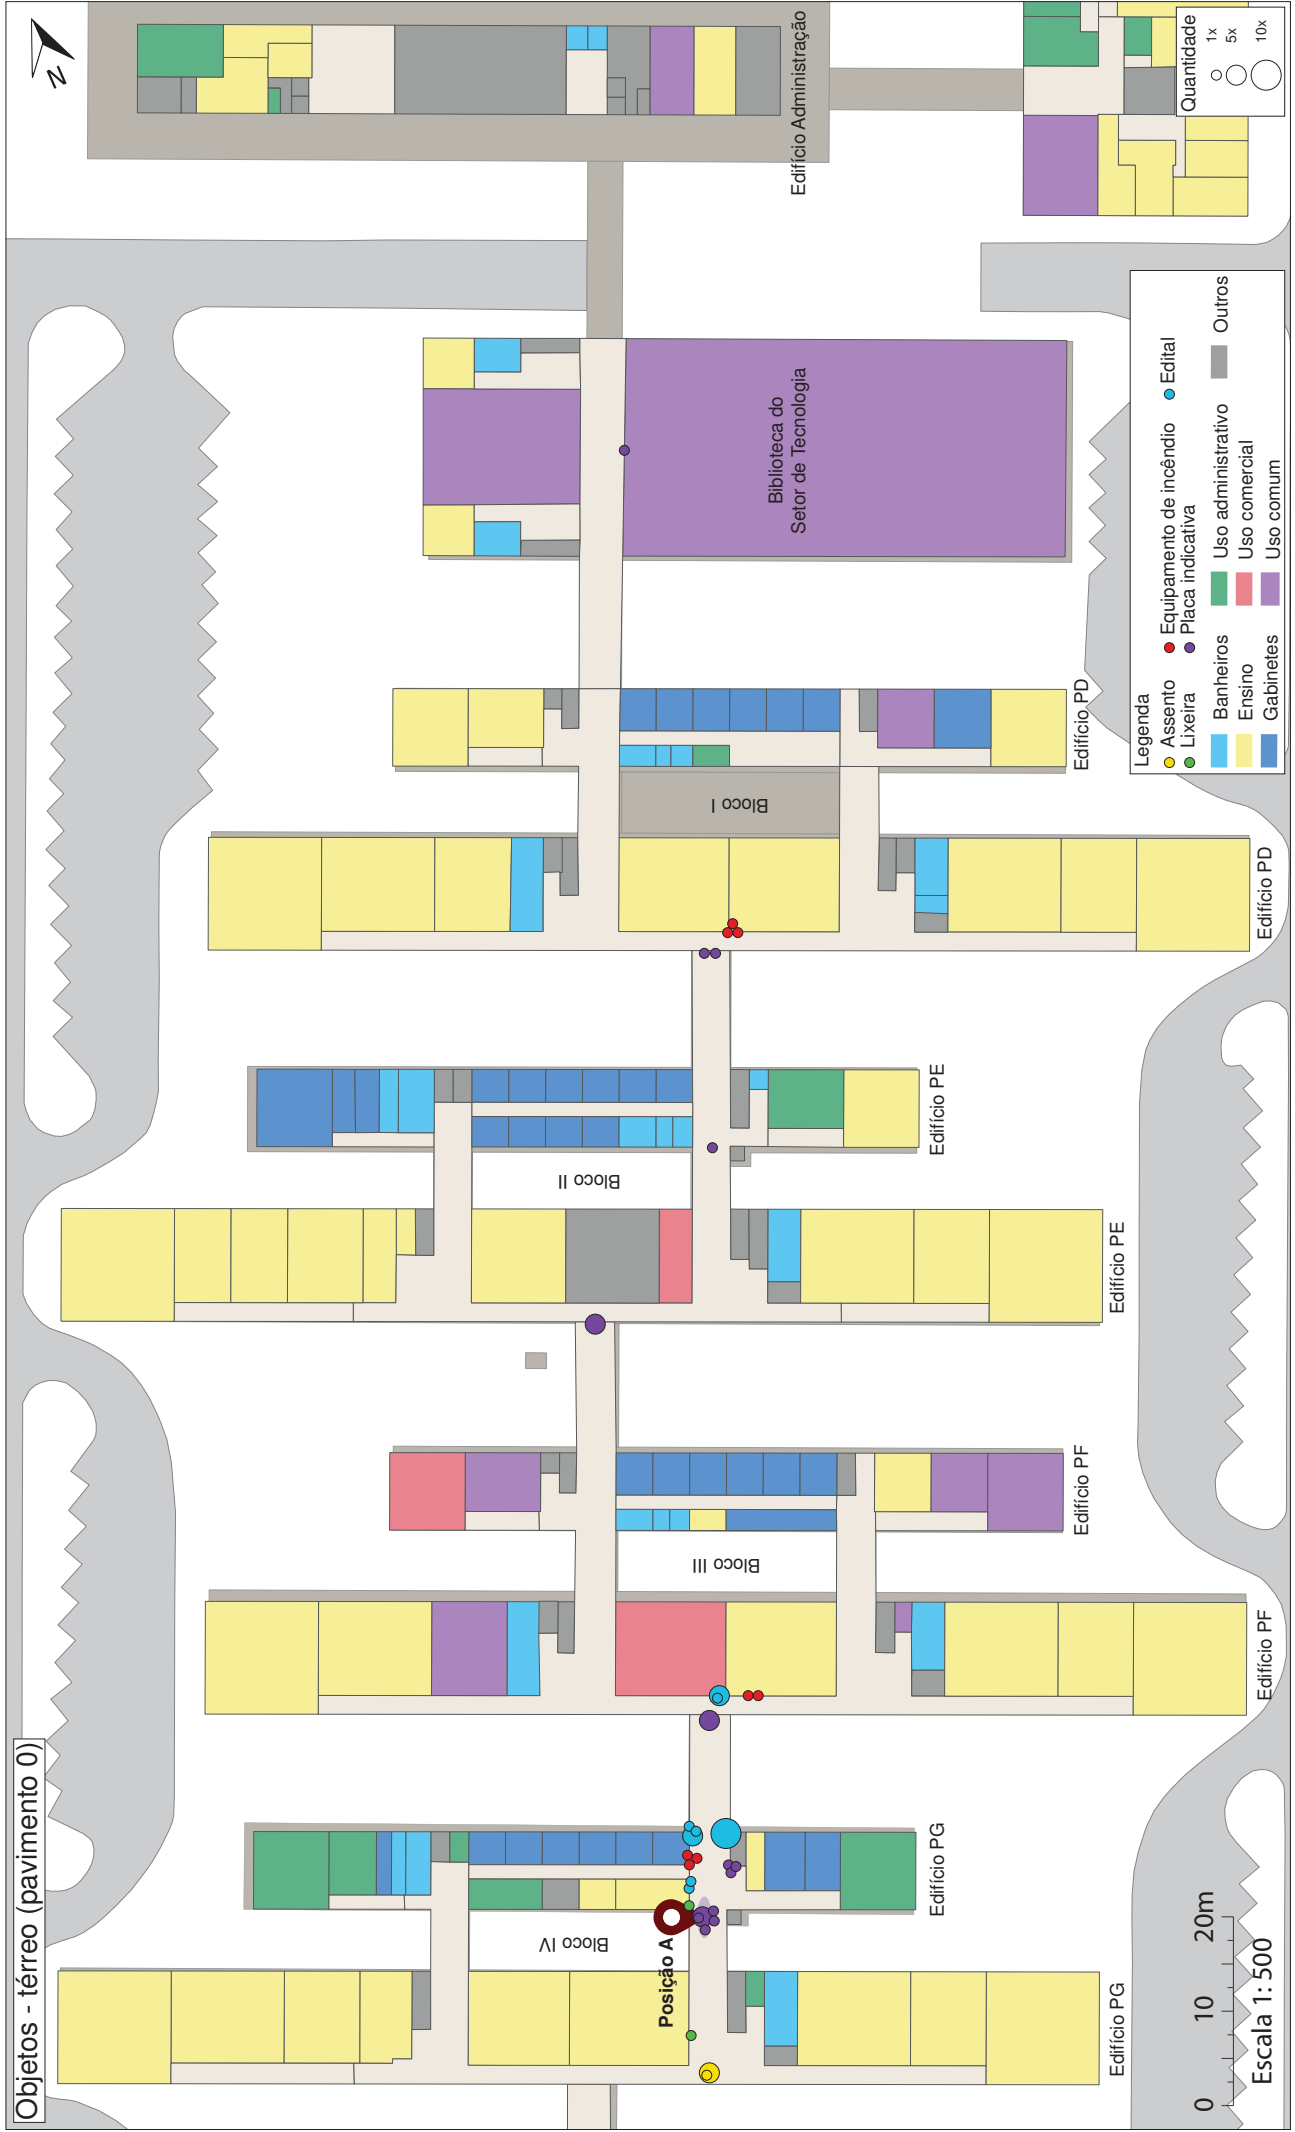 Objetos - térreo (pavimento 0)
N
Edifício Administração
Quantidade
1x
5x
10x
Biblioteca do
Setor de Tecnologia
Legenda
Assento
Lixeira
Equipamento de incêndio
Placa indicativa
Edital
Banheiros
Ensino
Gabinetes
Uso administrativo
Uso comercial
Uso comum
Outros
Edifício PD
Bloco I
Edifício PD
Edifício PE
Bloco II
Edifício PE
Edifício PF
Bloco III
Edifício PF
Edifício PG
Bloco IV
Posição A
Edifício PG
0 10 20m
Escala 1: 500